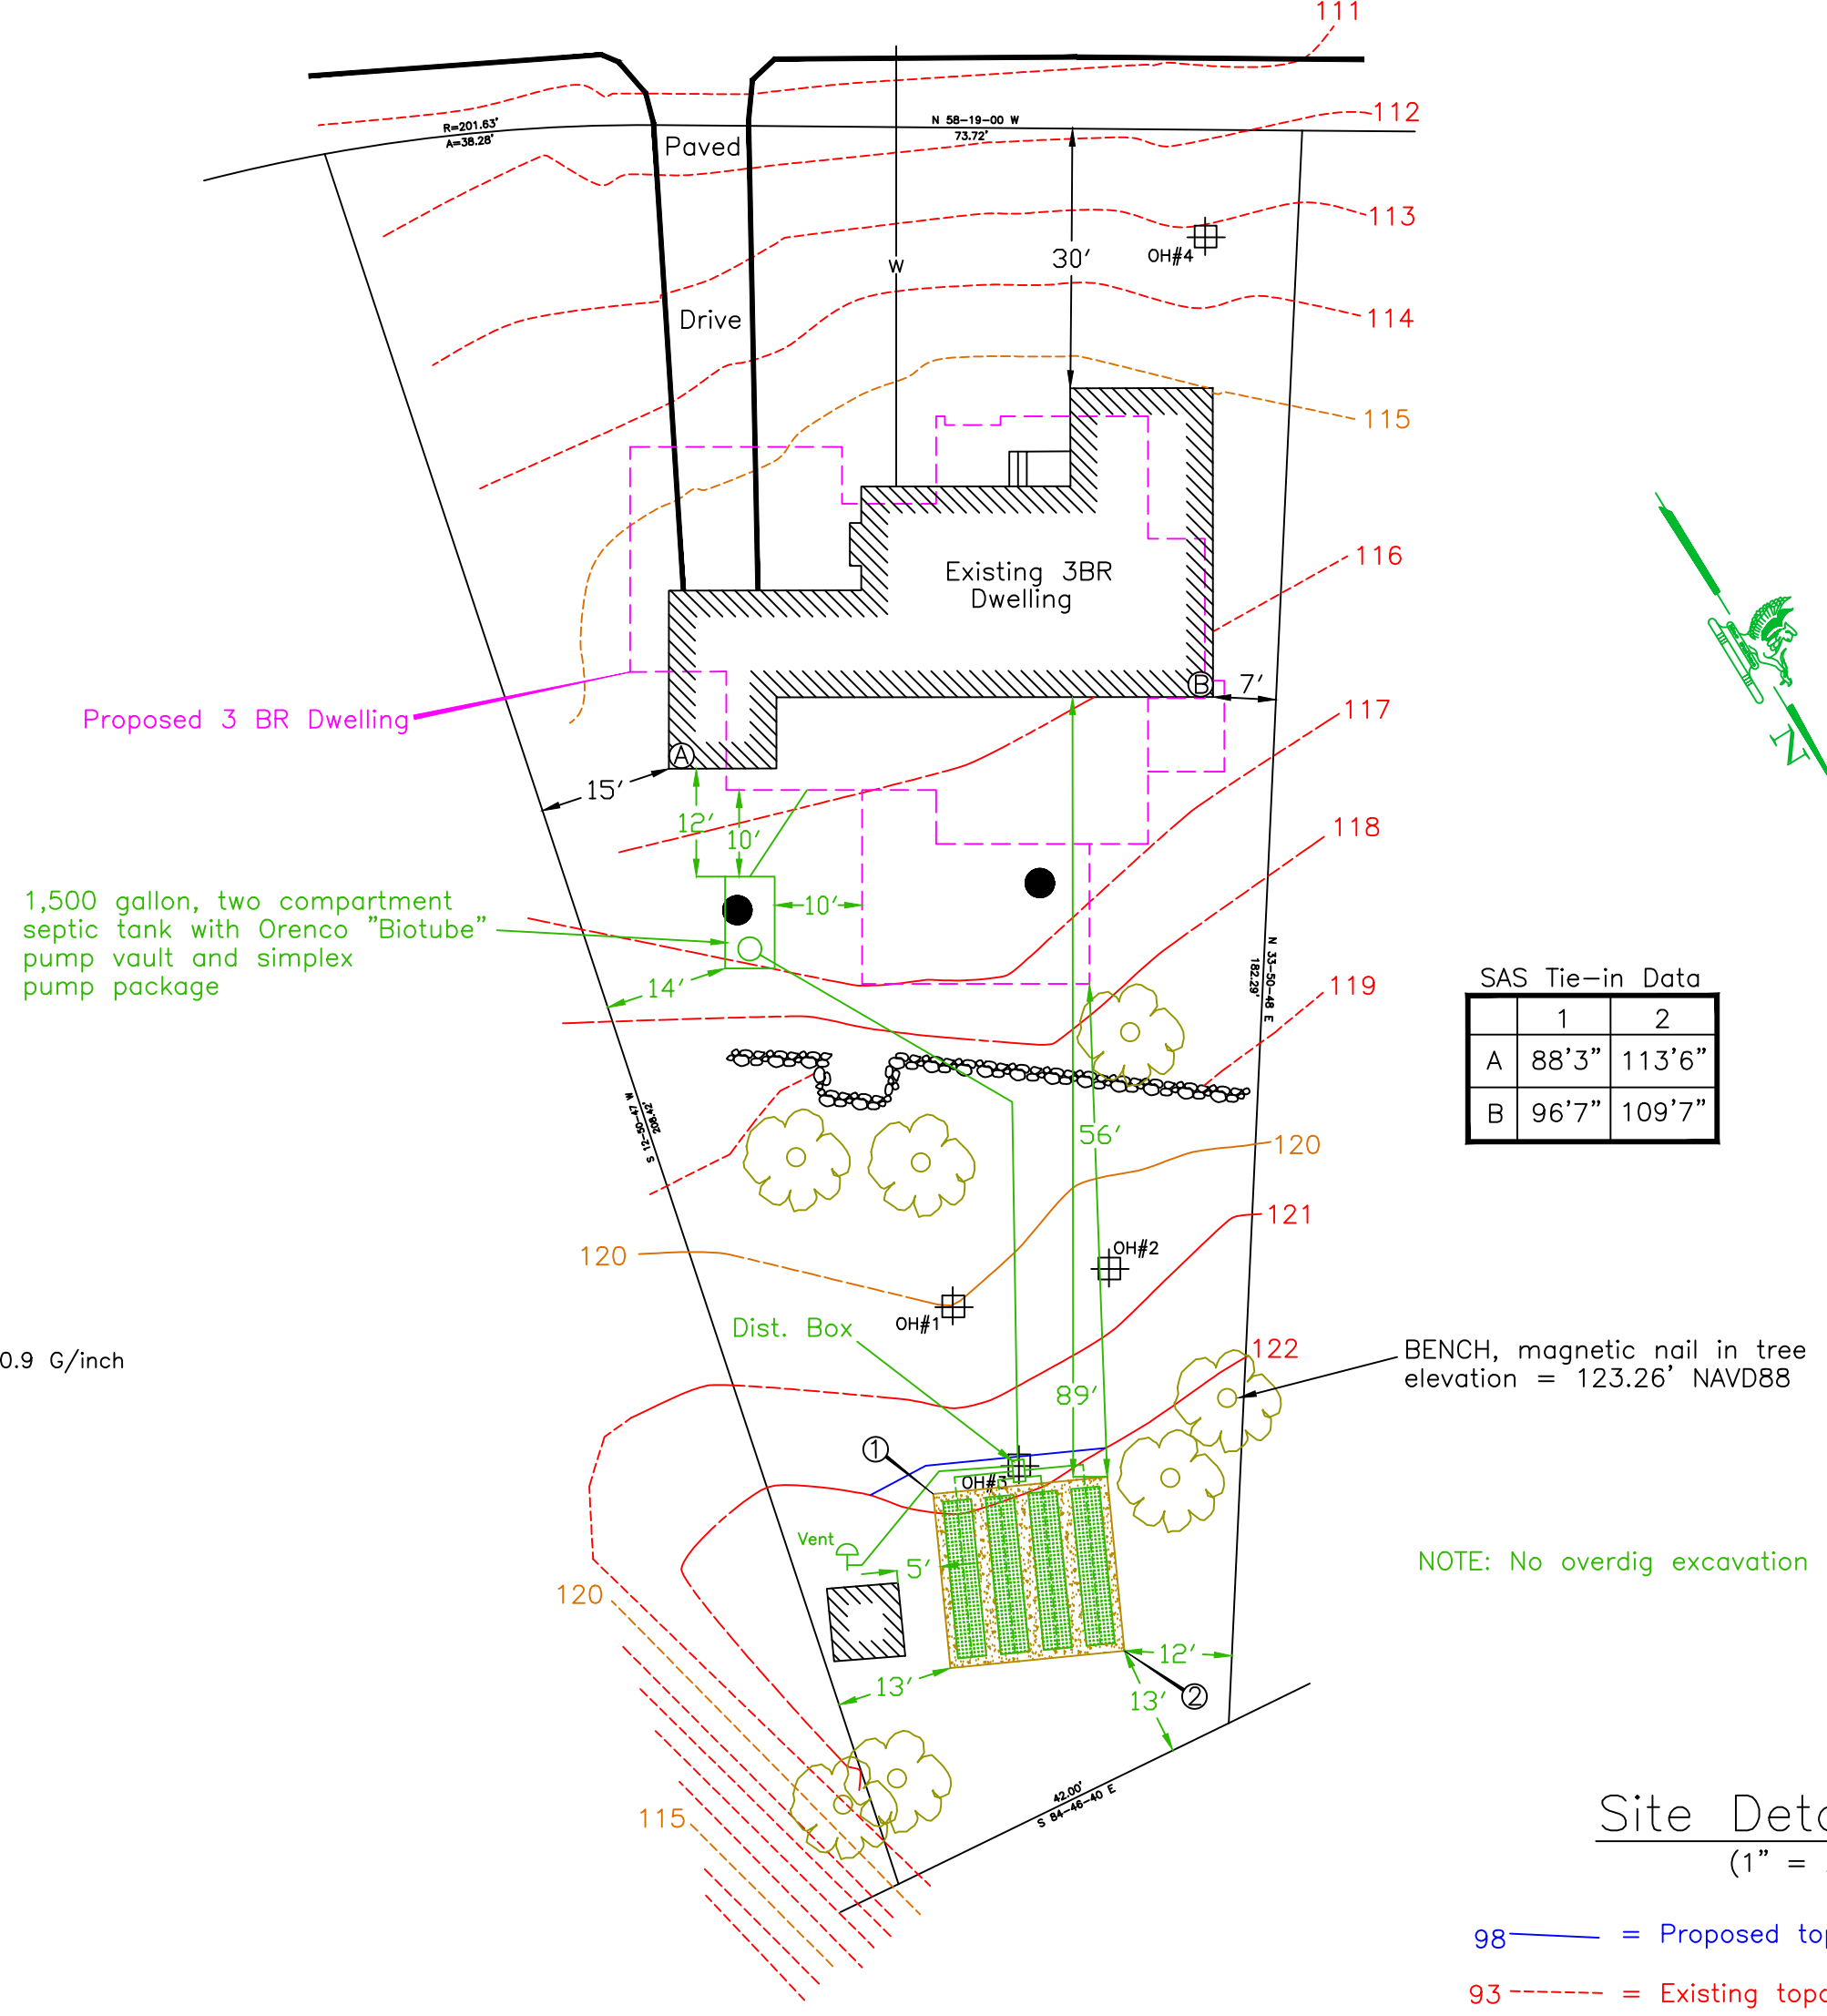 111
R=201.63'
A=38.28'
N 58-19-00 W
73.72'
112
Paved
113
W
30'
OH#4
114
Drive
115
116
Existing 3BR
Dwelling
Proposed 3 BR Dwelling
A
B
7'
117
15'
12'
10'
118
1,500 gallon, two compartment
septic tank with Orenco "Biotube"
pump vault and simplex
pump package
10'
14'
N 33-50-48 E
182.29'
119
SAS Tie-in Data
1 2
A 88'3" 113'6"
B 96'7" 109'7"
S 12-50-47 W
208.42'
56'
120
121
120
OH#2
OH#1
Dist. Box
122
BENCH, magnetic nail in tree
elevation = 123.26' NAVD88
0.9 G/inch
89'
1
OH#3
Vent
5'
NOTE: No overdig excavation
120
12'
13'
13'
2
42.00'
S 84-46-40 E
115
N
Site
(1" =
98 = Proposed
93 = Existing